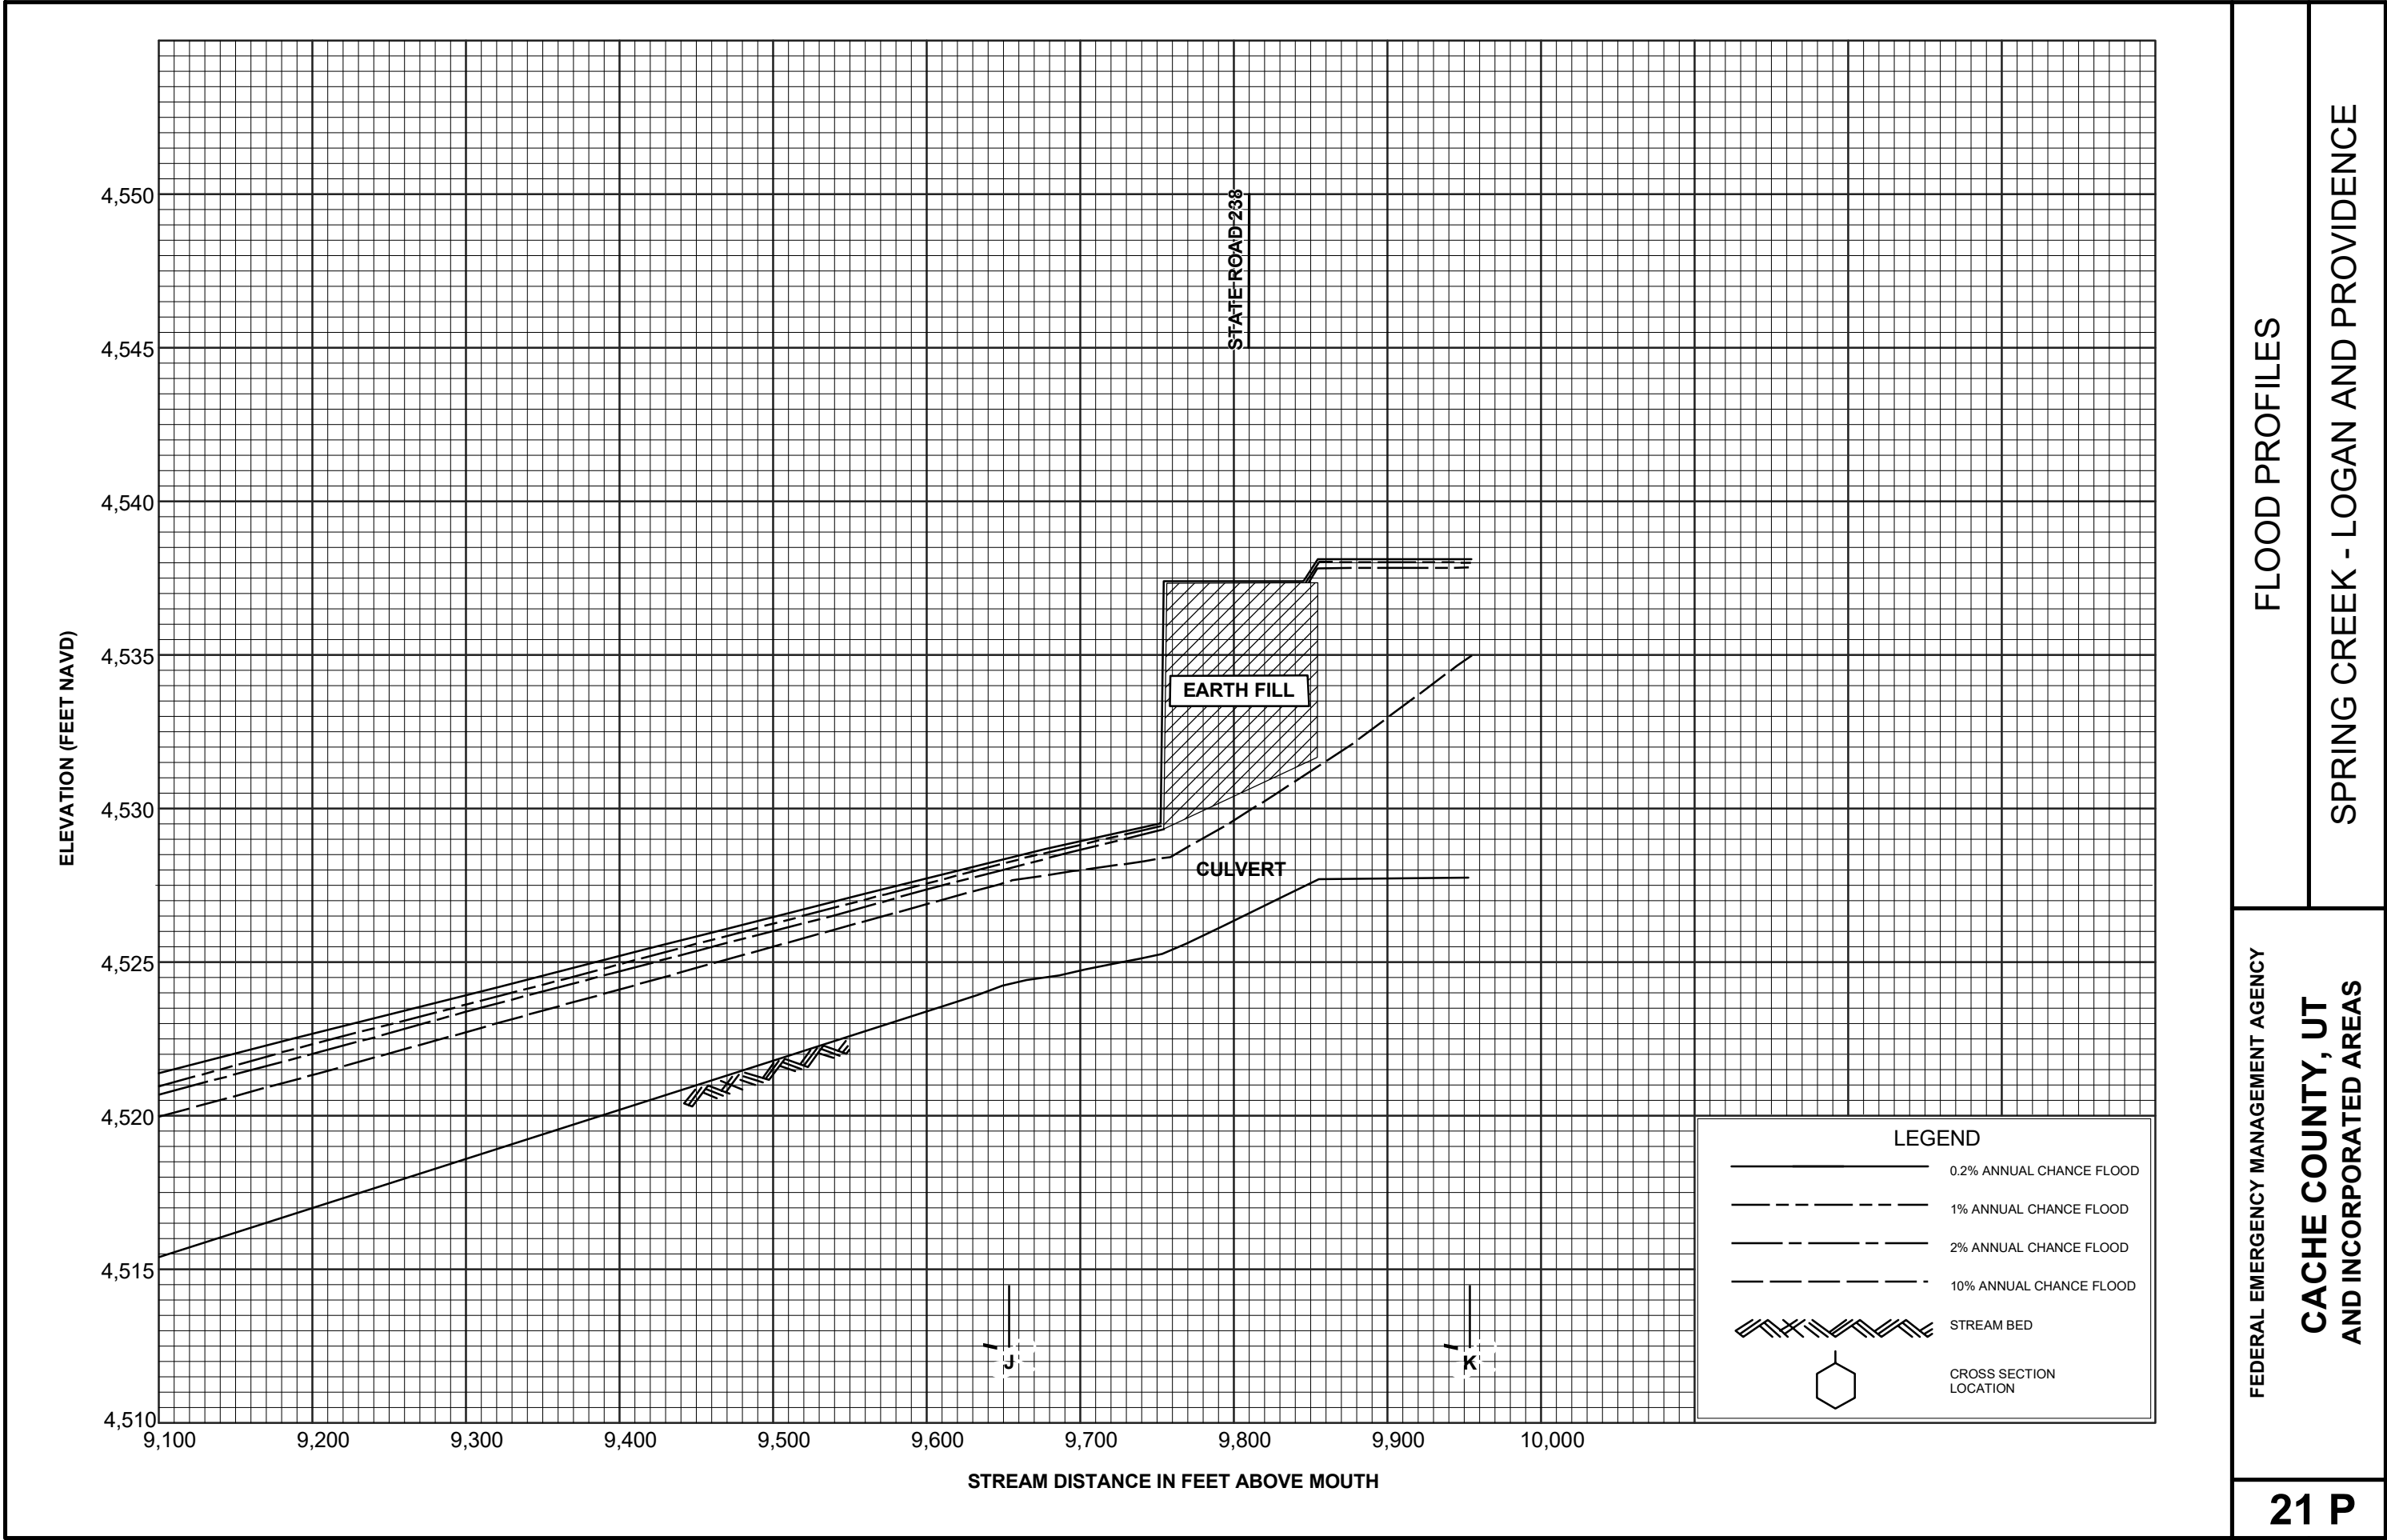 4,550
4,545
4,540
4,535
4,530
4,525
4,520
4,515
4,510
ELEVATION (FEET NAVD)
STATE ROAD 238
EARTH FILL
CULVERT
J
K
9,100 9,200 9,300 9,400 9,500 9,600 9,700 9,800 9,900 10,000
STREAM DISTANCE IN FEET ABOVE MOUTH
LEGEND
0.2% ANNUAL CHANCE FLOOD
1% ANNUAL CHANCE FLOOD
2% ANNUAL CHANCE FLOOD
10% ANNUAL CHANCE FLOOD
STREAM BED
CROSS SECTION
LOCATION
FLOOD PROFILES
SPRING CREEK - LOGAN AND PROVIDENCE
FEDERAL EMERGENCY MANAGEMENT AGENCY
CACHE COUNTY, UT
AND INCORPORATED AREAS
21 P